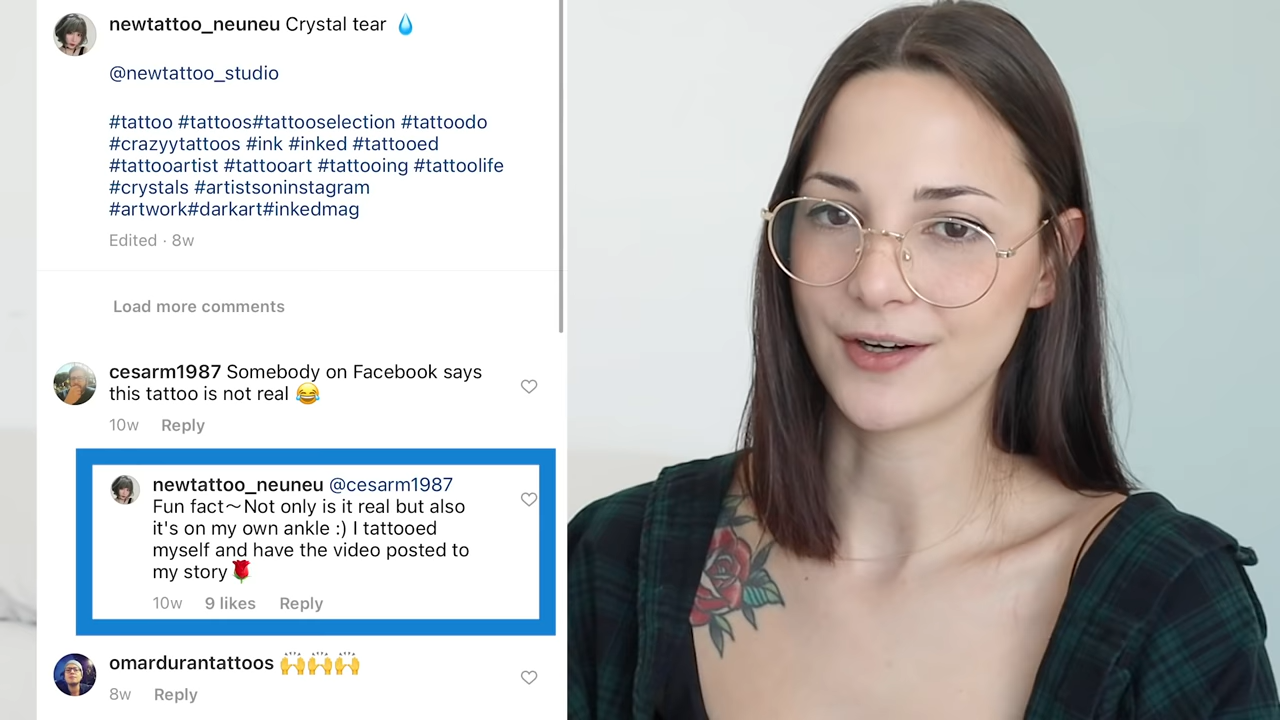 newtattoo_neuneu Crystal tear 💧
@newtattoo_studio
#tattoo #tattoos#tattooselection #tattoodo
#crazyytattoos #ink #inked #tattooed
#tattooartist #tattooart #tattooing #tattoolife
#crystals #artistsoninstagram
#artwork#darkart#inkedmag
Edited · 8w
Load more comments
cesarm1987 Somebody on Facebook says
this tattoo is not real 😂
10w Reply
newtattoo_neuneu @cesarm1987
Fun fact～Not only is it real but also
it's on my own ankle :) I tattooed
myself and have the video posted to
my story🌹
10w 9 likes Reply
omardurantattoos 🙌🙌🙌
8w Reply